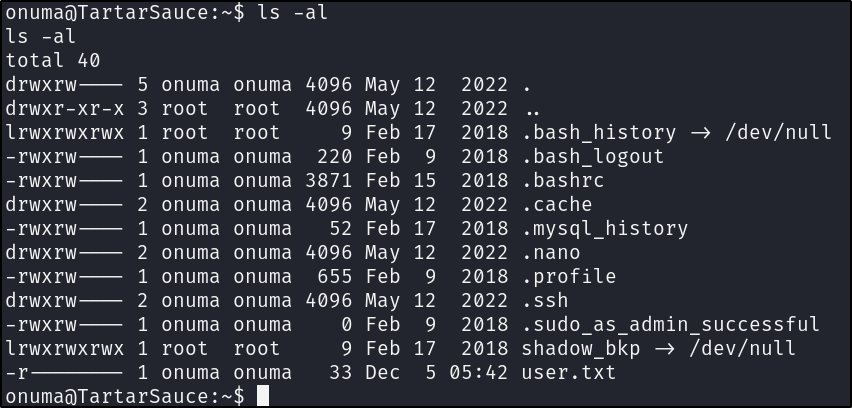 onuma@TartarSauce:~$ ls -al
ls -al
total 40
drwxrw---- 5 onuma onuma 4096 May 12  2022 .
drwxr-xr-x 3 root  root  4096 May 12  2022 ..
lrwxrwxrwx 1 root  root     9 Feb 17  2018 .bash_history -> /dev/null
-rwxrw---- 1 onuma onuma  220 Feb  9  2018 .bash_logout
-rwxrw---- 1 onuma onuma 3871 Feb 15  2018 .bashrc
drwxrw---- 2 onuma onuma 4096 May 12  2022 .cache
-rwxrw---- 1 onuma onuma   52 Feb 17  2018 .mysql_history
drwxrw---- 2 onuma onuma 4096 May 12  2022 .nano
-rwxrw---- 1 onuma onuma  655 Feb  9  2018 .profile
drwxrw---- 2 onuma onuma 4096 May 12  2022 .ssh
-rwxrw---- 1 onuma onuma    0 Feb  9  2018 .sudo_as_admin_successful
lrwxrwxrwx 1 root  root     9 Feb 17  2018 shadow_bkp -> /dev/null
-r-------- 1 onuma onuma   33 Dec  5 05:42 user.txt
onuma@TartarSauce:~$